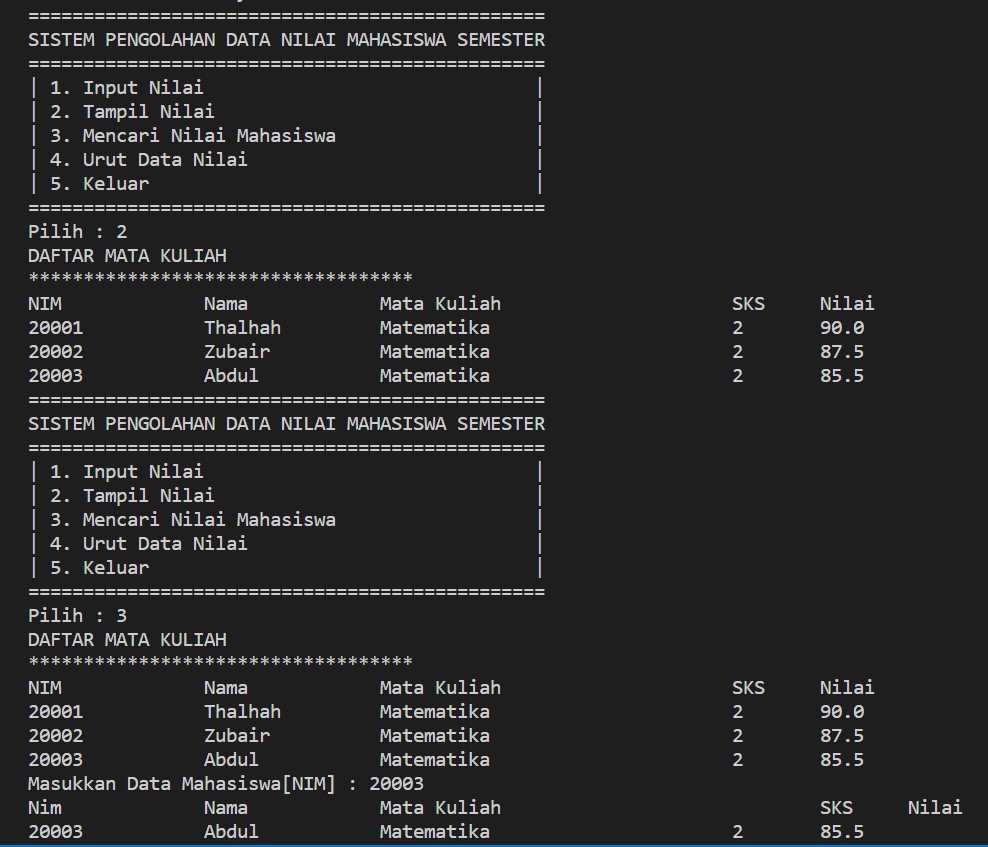 ===============================================
SISTEM PENGOLAHAN DATA NILAI MAHASISWA SEMESTER
===============================================
| 1. Input Nilai                              |
| 2. Tampil Nilai                             |
| 3. Mencari Nilai Mahasiswa                  |
| 4. Urut Data Nilai                          |
| 5. Keluar                                   |
===============================================
Pilih : 2
DAFTAR MATA KULIAH
***********************************
NIM             Nama            Mata Kuliah                     SKS     Nilai
20001           Thalhah         Matematika                      2       90.0
20002           Zubair          Matematika                      2       87.5
20003           Abdul           Matematika                      2       85.5
===============================================
SISTEM PENGOLAHAN DATA NILAI MAHASISWA SEMESTER
===============================================
| 1. Input Nilai                              |
| 2. Tampil Nilai                             |
| 3. Mencari Nilai Mahasiswa                  |
| 4. Urut Data Nilai                          |
| 5. Keluar                                   |
===============================================
Pilih : 3
DAFTAR MATA KULIAH
***********************************
NIM             Nama            Mata Kuliah                     SKS     Nilai
20001           Thalhah         Matematika                      2       90.0
20002           Zubair          Matematika                      2       87.5
20003           Abdul           Matematika                      2       85.5
Masukkan Data Mahasiswa[NIM] : 20003
Nim             Nama            Mata Kuliah                             SKS     Nilai
20003           Abdul           Matematika                      2       85.5